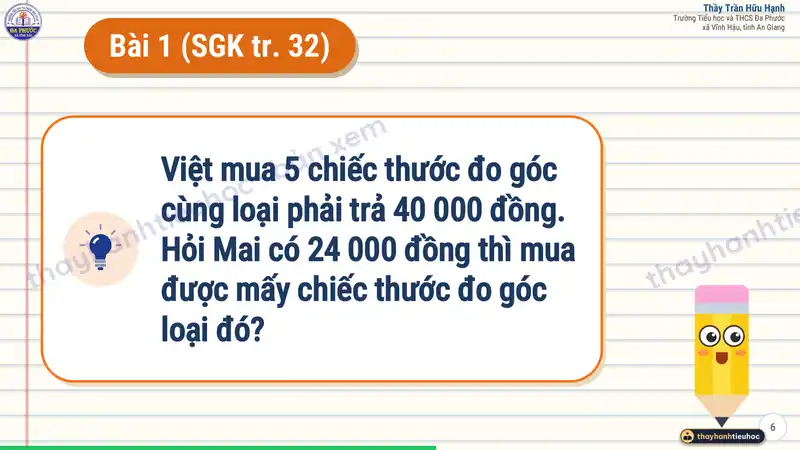 Thầy Trần Hữu Hạnh
Trường Tiểu học và THCS Đa Phước
xã Vĩnh Hậu, tỉnh An Giang
ĐA PHƯỚC
Bài 1 (SGK tr. 32)
Việt mua 5 chiếc thước đo góc
cùng loại phải trả 40 000 đồng.
Hỏi Mai có 24 000 đồng thì mua
được mấy chiếc thước đo góc
loại đó?
thayhanhtieuhoc
6